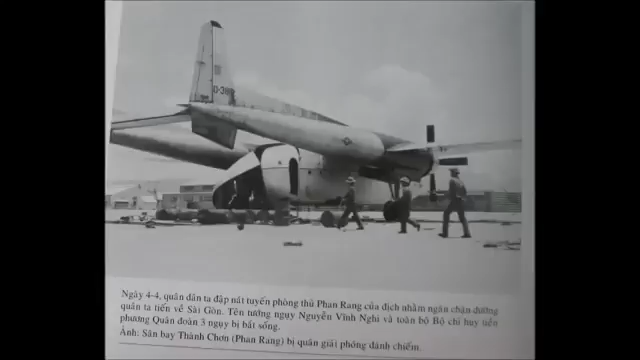 0-3118
Ngày 4-4, quân dân ta đập nát tuyến phòng thủ Phan Rang của địch nhằm ngăn chặn đường
quân ta tiến về Sài Gòn. Tên tướng ngụy Nguyễn Vĩnh Nghi và toàn bộ Bộ chỉ huy tiền
phương Quân đoàn 3 ngụy bị bắt sống.
Ảnh: Sân bay Thành Chơn (Phan Rang) bị quân giải phóng đánh chiếm.